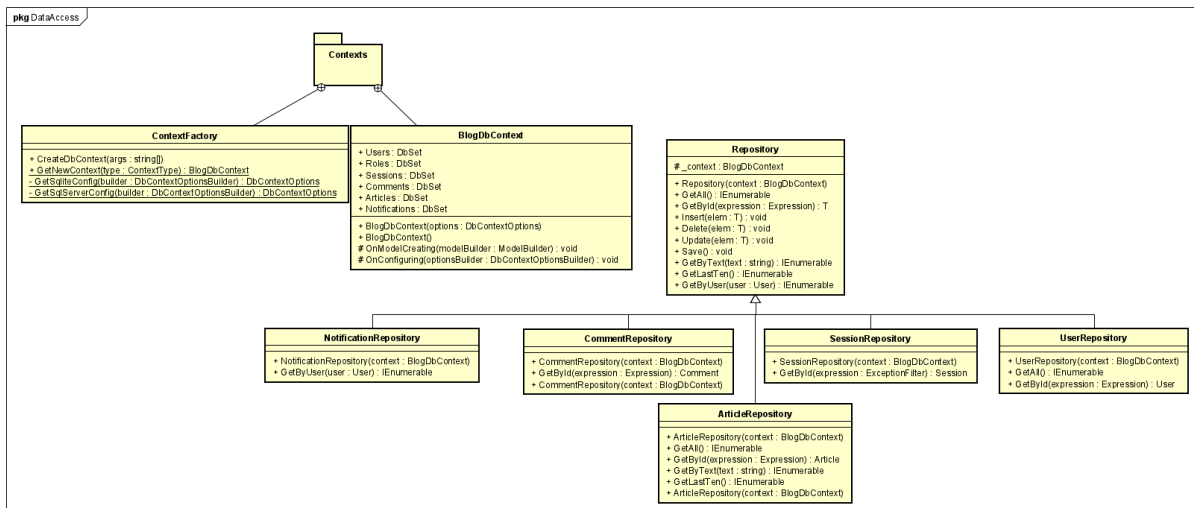 pkg DataAccess
Contexts
ContextFactory
+ CreateDbContext(args : string[])
+ GetNewContext(type : ContextType) : BlogDbContext
- GetSqliteConfig(builder : DbContextOptionsBuilder) : DbContextOptions
- GetSqlServerConfig(builder : DbContextOptionsBuilder) : DbContextOptions
BlogDbContext
+ Users : DbSet
+ Roles : DbSet
+ Sessions : DbSet
+ Comments : DbSet
+ Articles : DbSet
+ Notifications : DbSet
+ BlogDbContext(options : DbContextOptions)
+ BlogDbContext()
# OnModelCreating(modelBuilder : ModelBuilder) : void
# OnConfiguring(optionsBuilder : DbContextOptionsBuilder) : void
Repository
# _context : BlogDbContext
+ Repository(context : BlogDbContext)
+ GetAll() : IEnumerable
+ GetById(expression : Expression) : T
+ Insert(elem : T) : void
+ Delete(elem : T) : void
+ Update(elem : T) : void
+ Save() : void
+ GetByText(text : string) : IEnumerable
+ GetLastTen() : IEnumerable
+ GetByUser(user : User) : IEnumerable
NotificationRepository
+ NotificationRepository(context : BlogDbContext)
+ GetByUser(user : User) : IEnumerable
CommentRepository
+ CommentRepository(context : BlogDbContext)
+ GetById(expression : Expression) : Comment
+ CommentRepository(context : BlogDbContext)
SessionRepository
+ SessionRepository(context : BlogDbContext)
+ GetById(expression : ExceptionFilter) : Session
UserRepository
+ UserRepository(context : BlogDbContext)
+ GetAll() : IEnumerable
+ GetById(expression : Expression) : User
ArticleRepository
+ ArticleRepository(context : BlogDbContext)
+ GetAll() : IEnumerable
+ GetById(expression : Expression) : Article
+ GetByText(text : string) : IEnumerable
+ GetLastTen() : IEnumerable
+ ArticleRepository(context : BlogDbContext)